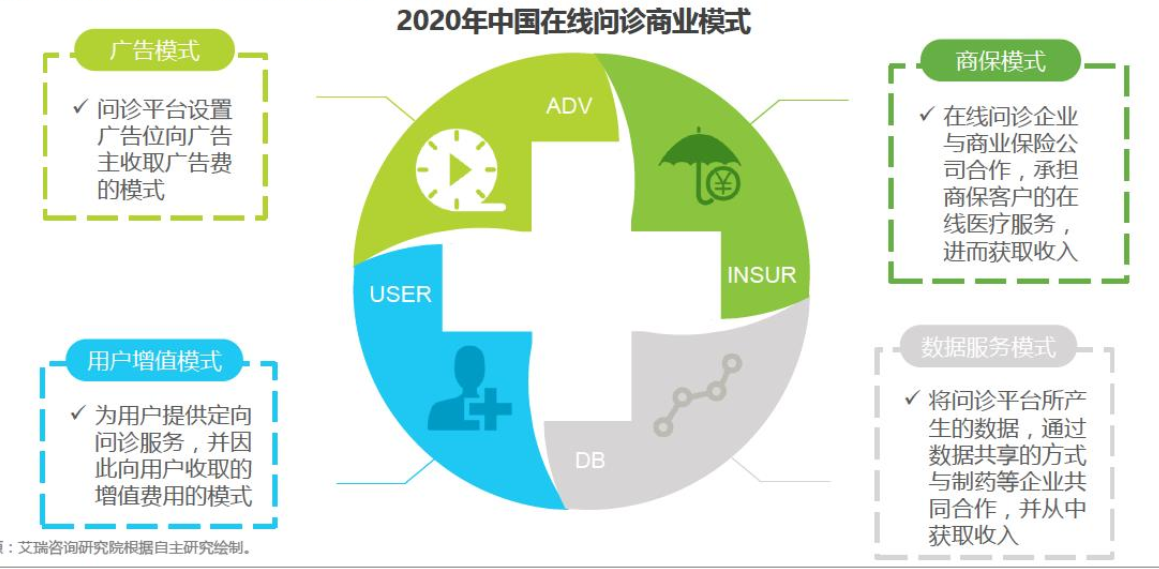 2020年中国在线问诊商业模式
广告模式
✓ 问诊平台设置
广告位向广告
主收取广告费
的模式
ADV
商保模式
✓ 在线问诊企业
与商业保险公
司合作，承担
商保客户的在
线医疗服务，
进而获取收入
INSUR
USER
用户增值模式
✓ 为用户提供定向
问诊服务，并因
此向用户收取的
增值费用的模式
DB
数据服务模式
✓ 将问诊平台所产
生的数据，通过
数据共享的方式
与制药等企业共
同合作，并从中
获取收入
：艾瑞咨询研究院根据自主研究绘制。